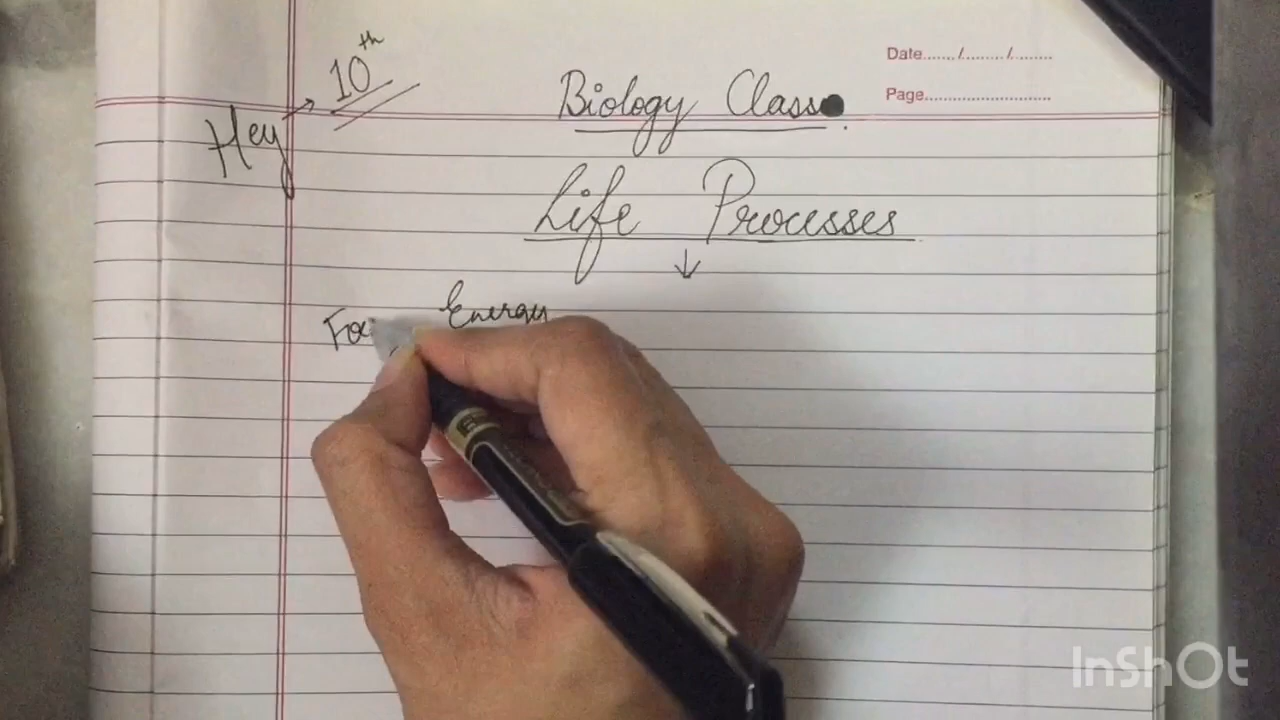 10th
Date......./......./........
Biology Class
Page............................
Hey
Life Processes
Energy
InShOt